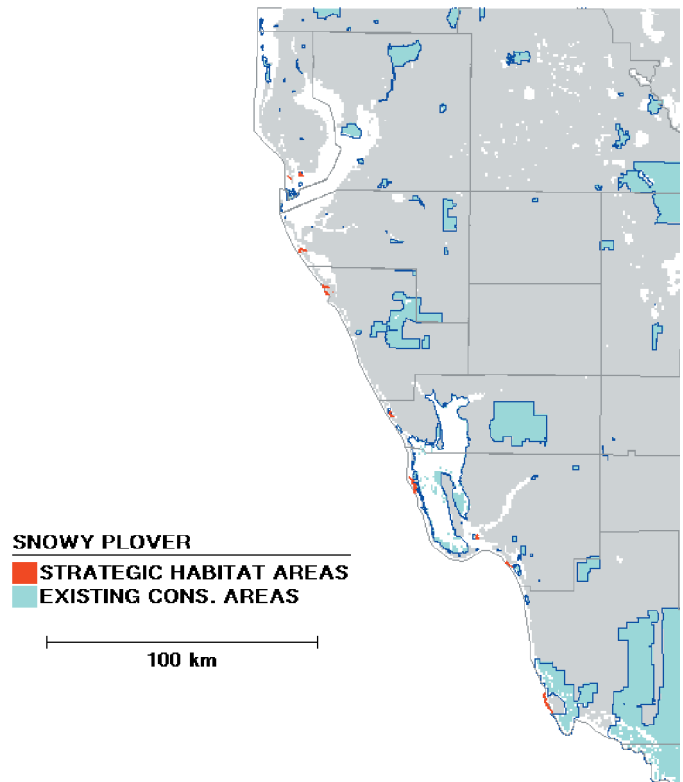 SNOWY PLOVER
STRATEGIC HABITAT AREAS
EXISTING CONS. AREAS
100 km